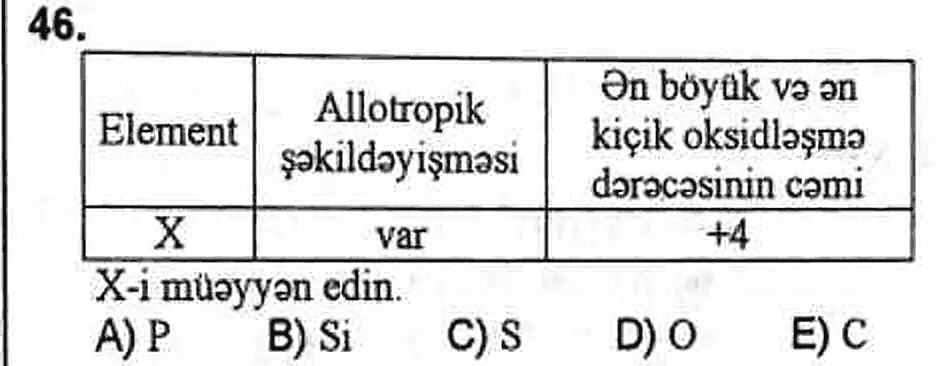 46.
Element
Allotropik
şəkildəyişməsi
Ən böyük və ən
kiçik oksidləşmə
dərəcəsinin cəmi
X
var
+4
X-i müəyyən edin.
A) P B) Si C) S D) O E) C